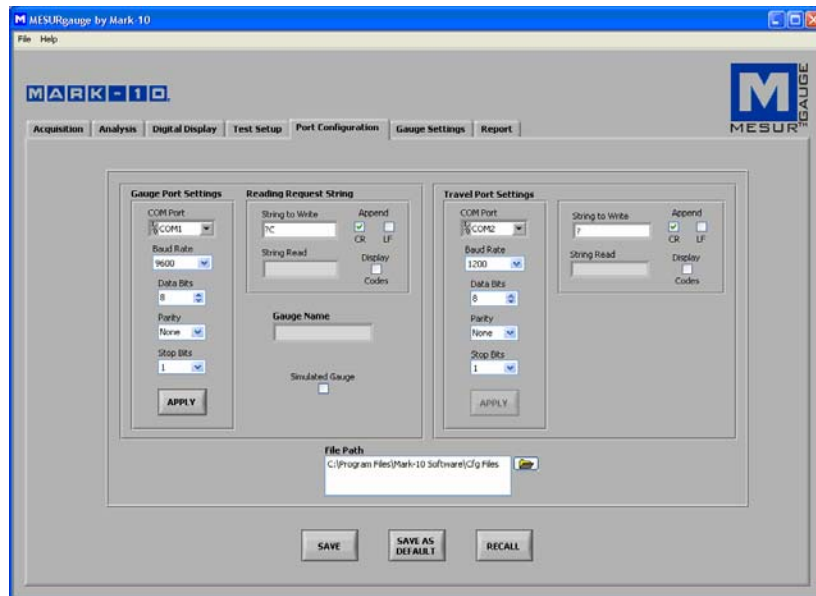 MESURgauge by Mark-10
File Help
MARK-10
M
MESUR GAUGE
Acquisition Analysis Digital Display Test Setup Port Configuration Gauge Settings Report
Gauge Port Settings
COM Port
COM1
Baud Rate
9600
Data Bits
8
Parity
None
Stop Bits
1
APPLY
Reading Request String
String to Write
?C
Append
CR LF
String Read
Display
Codes
Gauge Name
Simulated Gauge
Travel Port Settings
COM Port
COM2
Baud Rate
1200
Data Bits
8
Parity
None
Stop Bits
1
APPLY
String to Write
?
Append
CR LF
String Read
Display
Codes
File Path
C:\Program Files\Mark-10 Software\Cfg Files
SAVE
SAVE AS
DEFAULT
RECALL